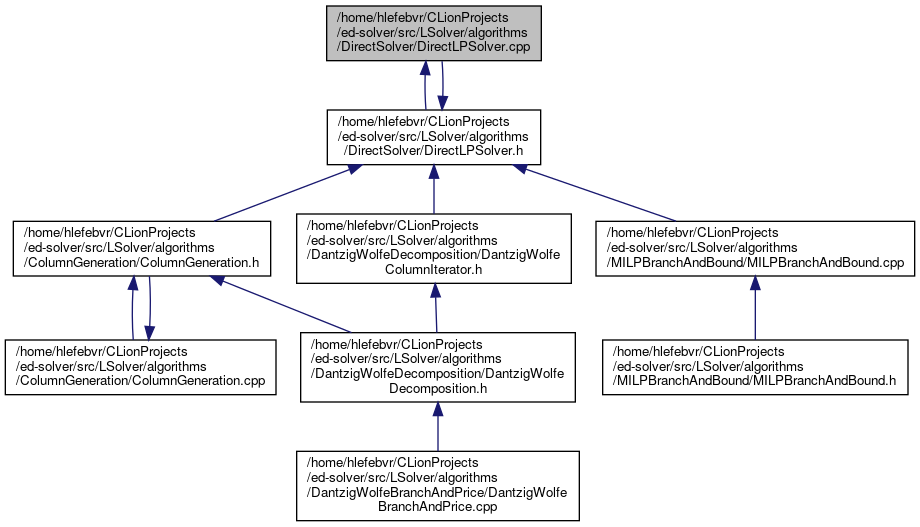 /home/hlefebvr/CLionProjects
/ed-solver/src/LSolver/algorithms
/DirectSolver/DirectLPSolver.cpp
/home/hlefebvr/CLionProjects
/ed-solver/src/LSolver/algorithms
/DirectSolver/DirectLPSolver.h
/home/hlefebvr/CLionProjects
/ed-solver/src/LSolver/algorithms
/ColumnGeneration/ColumnGeneration.h
/home/hlefebvr/CLionProjects
/ed-solver/src/LSolver/algorithms
/DantzigWolfeDecomposition/DantzigWolfe
ColumnIterator.h
/home/hlefebvr/CLionProjects
/ed-solver/src/LSolver/algorithms
/MILPBranchAndBound/MILPBranchAndBound.cpp
/home/hlefebvr/CLionProjects
/ed-solver/src/LSolver/algorithms
/ColumnGeneration/ColumnGeneration.cpp
/home/hlefebvr/CLionProjects
/ed-solver/src/LSolver/algorithms
/DantzigWolfeDecomposition/DantzigWolfe
Decomposition.h
/home/hlefebvr/CLionProjects
/ed-solver/src/LSolver/algorithms
/MILPBranchAndBound/MILPBranchAndBound.h
/home/hlefebvr/CLionProjects
/ed-solver/src/LSolver/algorithms
/DantzigWolfeBranchAndPrice/DantzigWolfe
BranchAndPrice.cpp